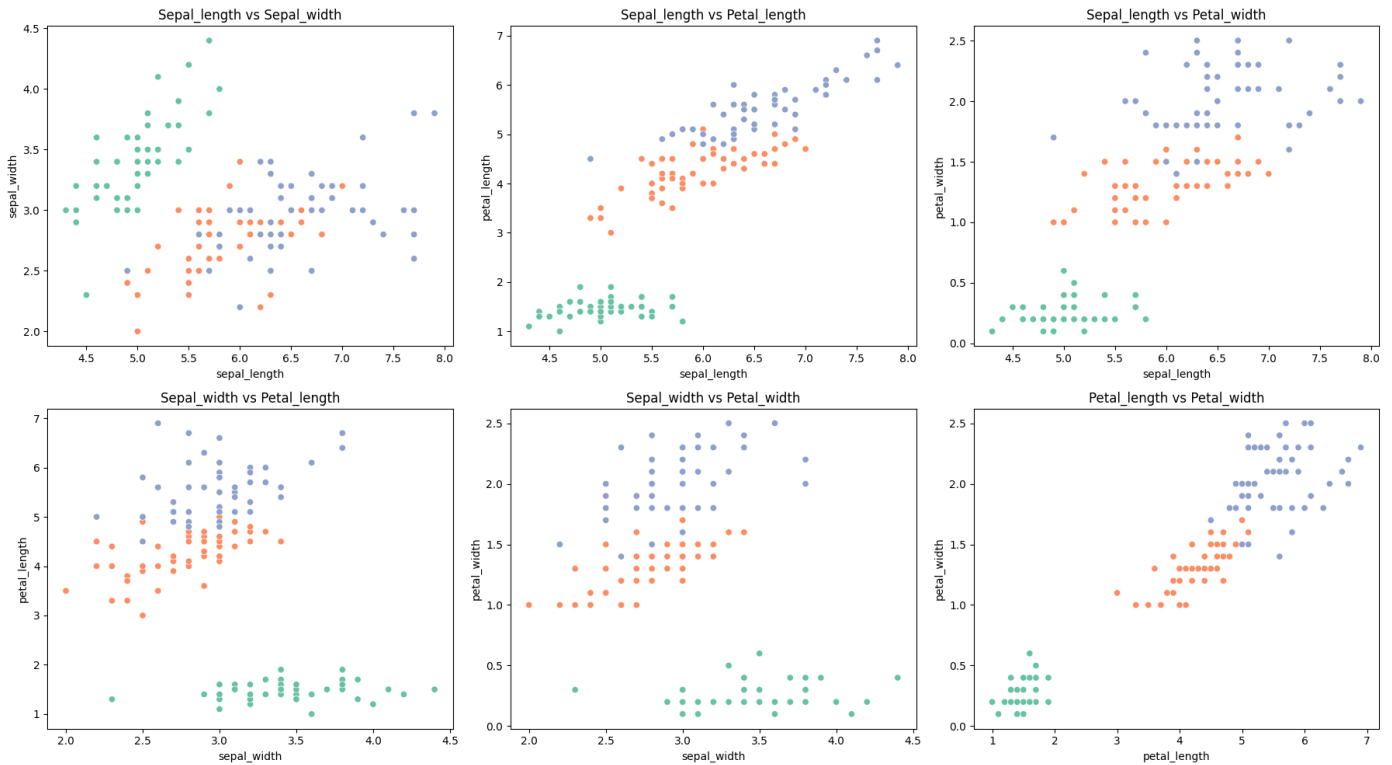 Sepal_length vs Sepal_width
sepal_width
4.5
4.0
3.5
3.0
2.5
2.0
4.5 5.0 5.5 6.0 6.5 7.0 7.5 8.0
sepal_length
Sepal_length vs Petal_length
petal_length
7
6
5
4
3
2
1
4.5 5.0 5.5 6.0 6.5 7.0 7.5 8.0
sepal_length
Sepal_length vs Petal_width
petal_width
2.5
2.0
1.5
1.0
0.5
0.0
4.5 5.0 5.5 6.0 6.5 7.0 7.5 8.0
sepal_length
Sepal_width vs Petal_length
petal_length
7
6
5
4
3
2
1
2.0 2.5 3.0 3.5 4.0 4.5
sepal_width
Sepal_width vs Petal_width
petal_width
2.5
2.0
1.5
1.0
0.5
0.0
2.0 2.5 3.0 3.5 4.0 4.5
sepal_width
Petal_length vs Petal_width
petal_width
2.5
2.0
1.5
1.0
0.5
0.0
1 2 3 4 5 6 7
petal_length